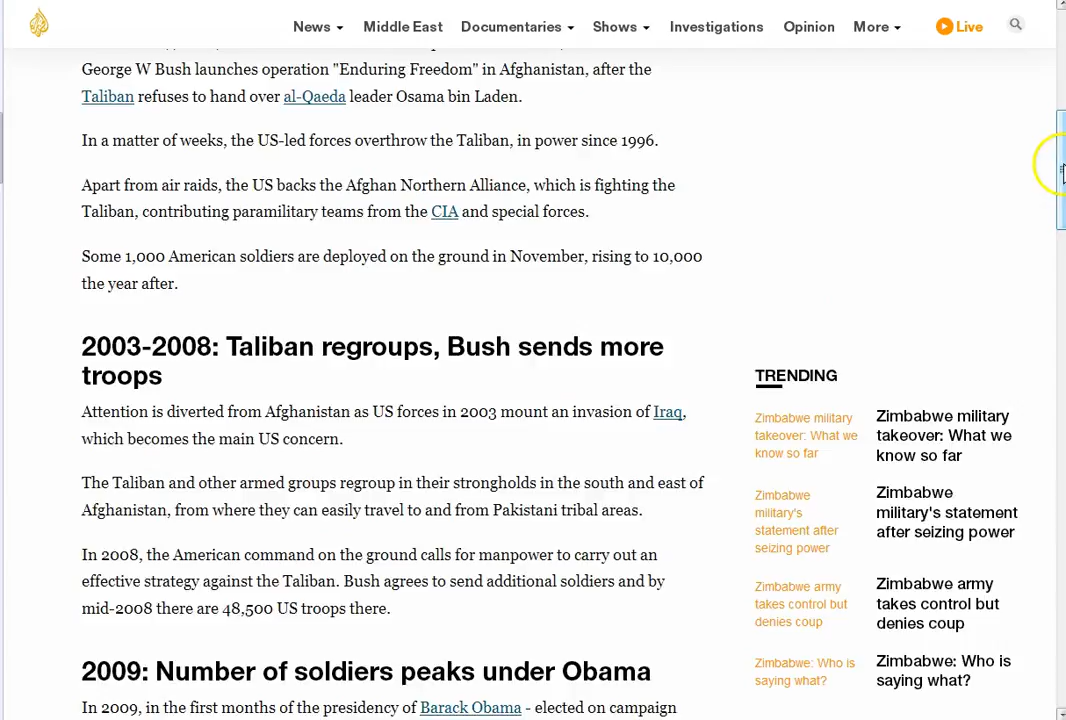 News
Middle East
Documentaries
Shows
Investigations
Opinion
More
Live
George W Bush launches operation "Enduring Freedom" in Afghanistan, after the
Taliban refuses to hand over al-Qaeda leader Osama bin Laden.
In a matter of weeks, the US-led forces overthrow the Taliban, in power since 1996.
Apart from air raids, the US backs the Afghan Northern Alliance, which is fighting the
Taliban, contributing paramilitary teams from the CIA and special forces.
Some 1,000 American soldiers are deployed on the ground in November, rising to 10,000
the year after.
2003-2008: Taliban regroups, Bush sends more
troops
Attention is diverted from Afghanistan as US forces in 2003 mount an invasion of Iraq,
which becomes the main US concern.
The Taliban and other armed groups regroup in their strongholds in the south and east of
Afghanistan, from where they can easily travel to and from Pakistani tribal areas.
In 2008, the American command on the ground calls for manpower to carry out an
effective strategy against the Taliban. Bush agrees to send additional soldiers and by
mid-2008 there are 48,500 US troops there.
2009: Number of soldiers peaks under Obama
In 2009, in the first months of the presidency of Barack Obama - elected on campaign
TRENDING
Zimbabwe military
takeover: What we
know so far
Zimbabwe military
takeover: What we
know so far
Zimbabwe
military's
statement after
seizing power
Zimbabwe
military's statement
after seizing power
Zimbabwe army
takes control but
denies coup
Zimbabwe army
takes control but
denies coup
Zimbabwe: Who is
saying what?
Zimbabwe: Who is
saying what?